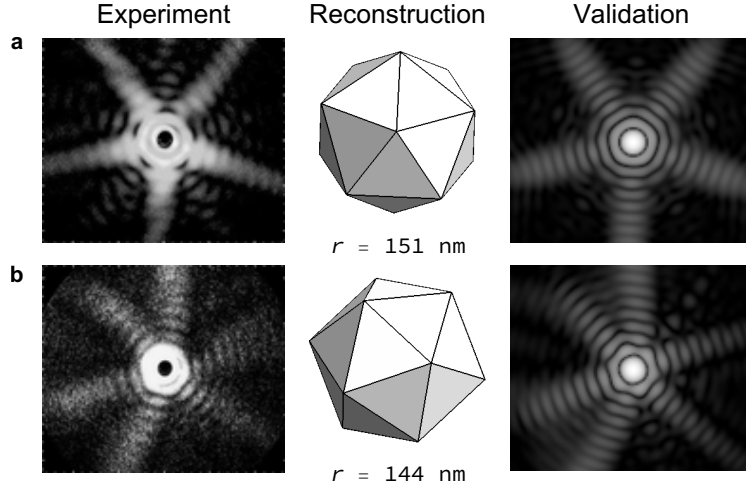 Experiment Reconstruction Validation
a
r = 151 nm
b
r = 144 nm